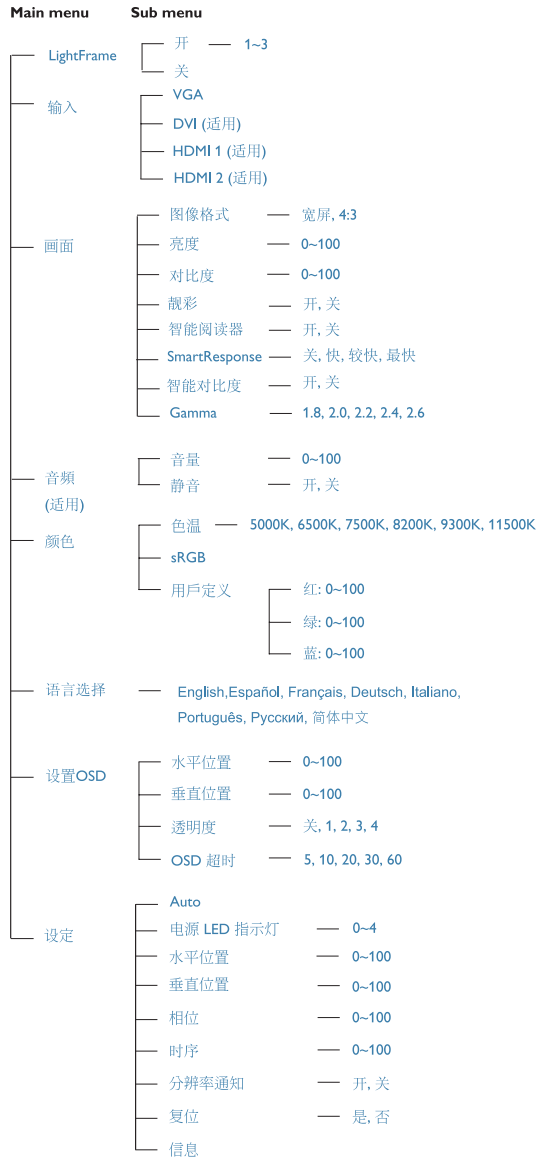 Main menu Sub menu
LightFrame 开 1~3
关
输入 VGA
DVI (适用)
HDMI 1 (适用)
HDMI 2 (适用)
画面 图像格式 宽屏, 4:3
亮度 0~100
对比度 0~100
靓彩 开, 关
智能阅读器 开, 关
SmartResponse 关, 快, 较快, 最快
智能对比度 开, 关
Gamma 1.8, 2.0, 2.2, 2.4, 2.6
音頻 音量 0~100
(适用) 静音 开, 关
颜色 色温 5000K, 6500K, 7500K, 8200K, 9300K, 11500K
sRGB
用戶定义 红: 0~100
绿: 0~100
蓝: 0~100
语言选择 English,Español, Français, Deutsch, Italiano,
Português, Русский, 简体中文
设置OSD 水平位置 0~100
垂直位置 0~100
透明度 关, 1, 2, 3, 4
OSD 超时 5, 10, 20, 30, 60
设定 Auto
电源 LED 指示灯 0~4
水平位置 0~100
垂直位置 0~100
相位 0~100
时序 0~100
分辨率通知 开, 关
复位 是, 否
信息